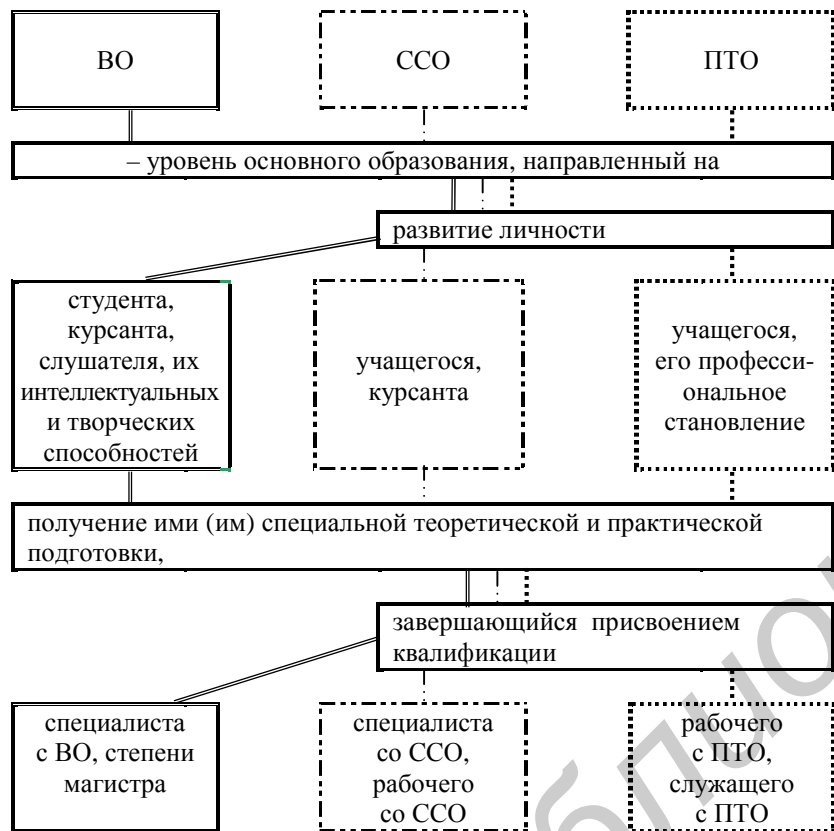 ВО
ССО
ПТО
– уровень основного образования, направленный на
развитие личности
студента,
курсанта,
слушателя, их
интеллектуальных
и творческих
способностей
учащегося,
курсанта
учащегося,
его професси-
ональное
становление
получение ими (им) специальной теоретической и практической
подготовки,
завершающийся присвоением
квалификации
специалиста
с ВО, степени
магистра
специалиста
со ССО,
рабочего
со ССО
рабочего
с ПТО,
служащего
с ПТО